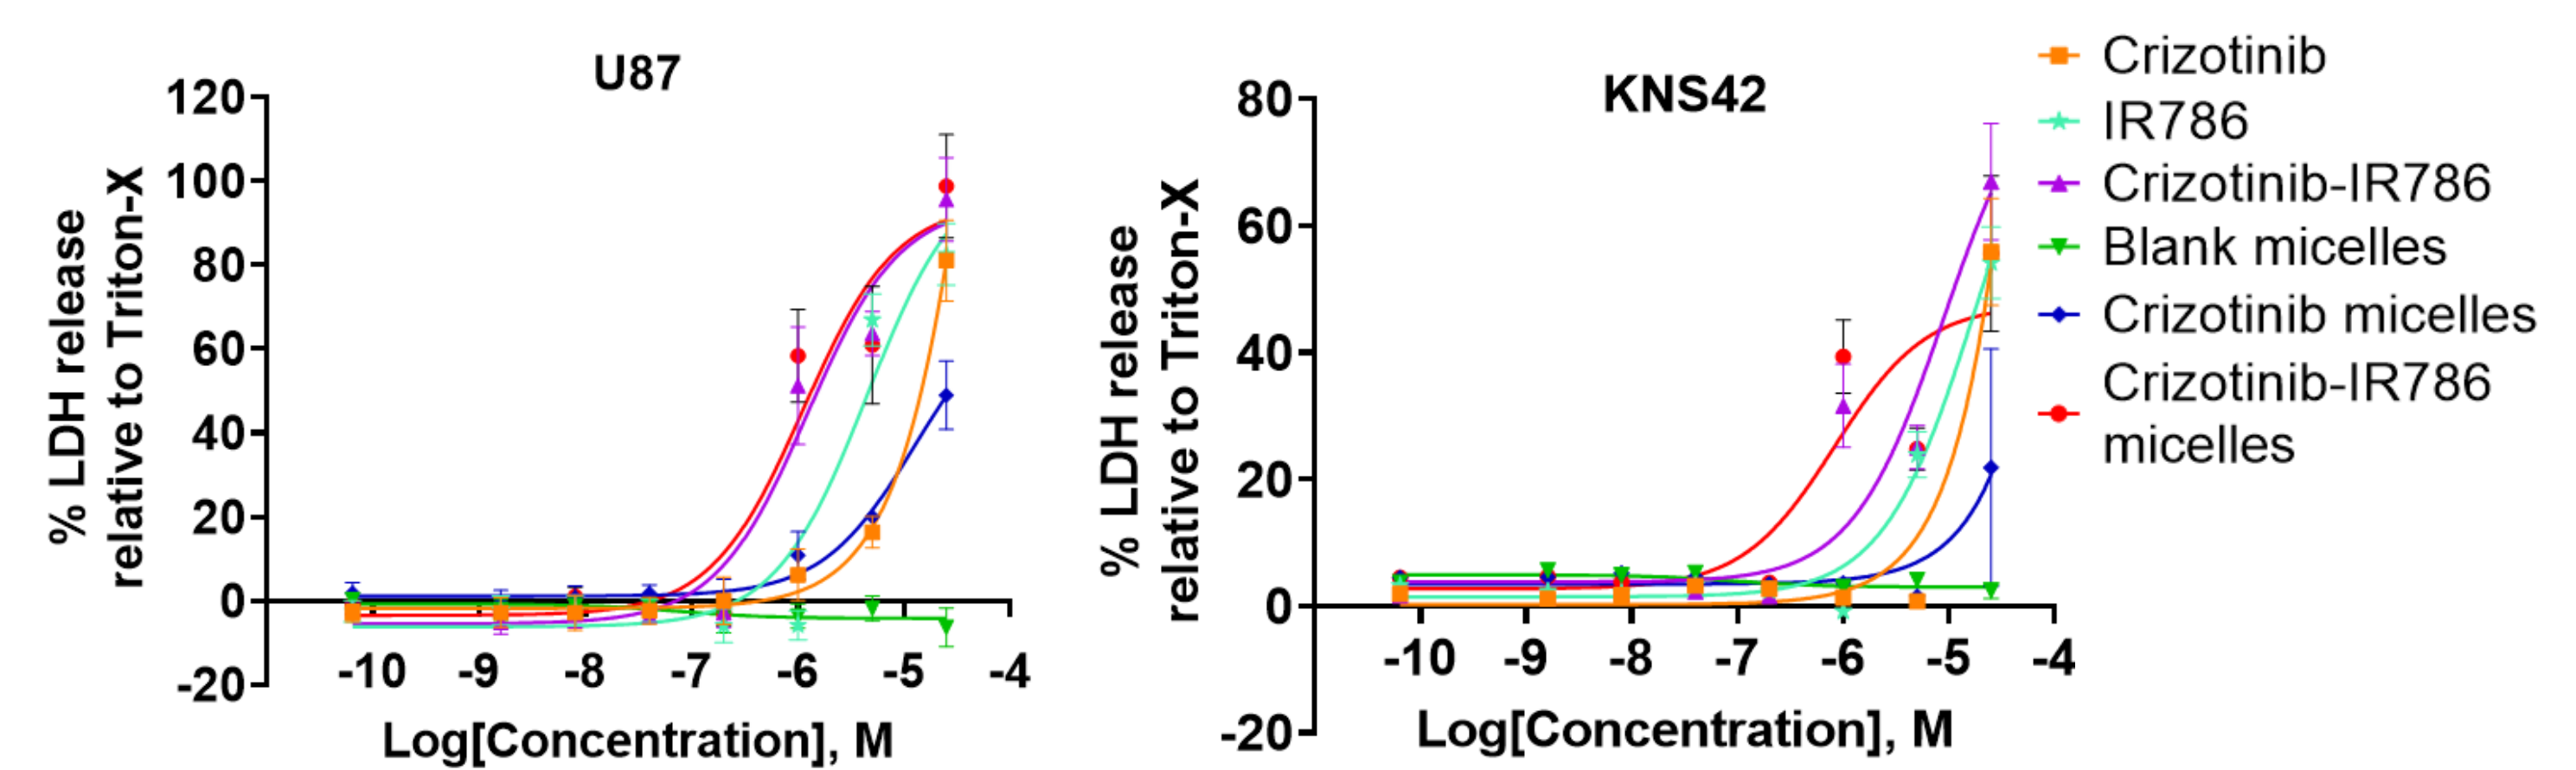 U87
120
100
80
60
40
20
0
-20
% LDH release
relative to Triton-X
-10 -9 -8 -7 -6 -5 -4
Log[Concentration], M
KNS42
80
60
40
20
0
-20
% LDH release
relative to Triton-X
-10 -9 -8 -7 -6 -5 -4
Log[Concentration], M
Crizotinib
IR786
Crizotinib-IR786
Blank micelles
Crizotinib micelles
Crizotinib-IR786
micelles